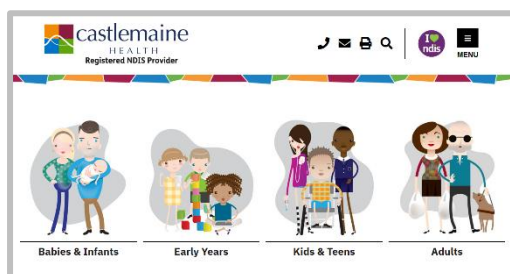 castlemaine
HEALTH
Registered NDIS Provider
I
ndis
MENU
Babies & Infants
Early Years
Kids & Teens
Adults